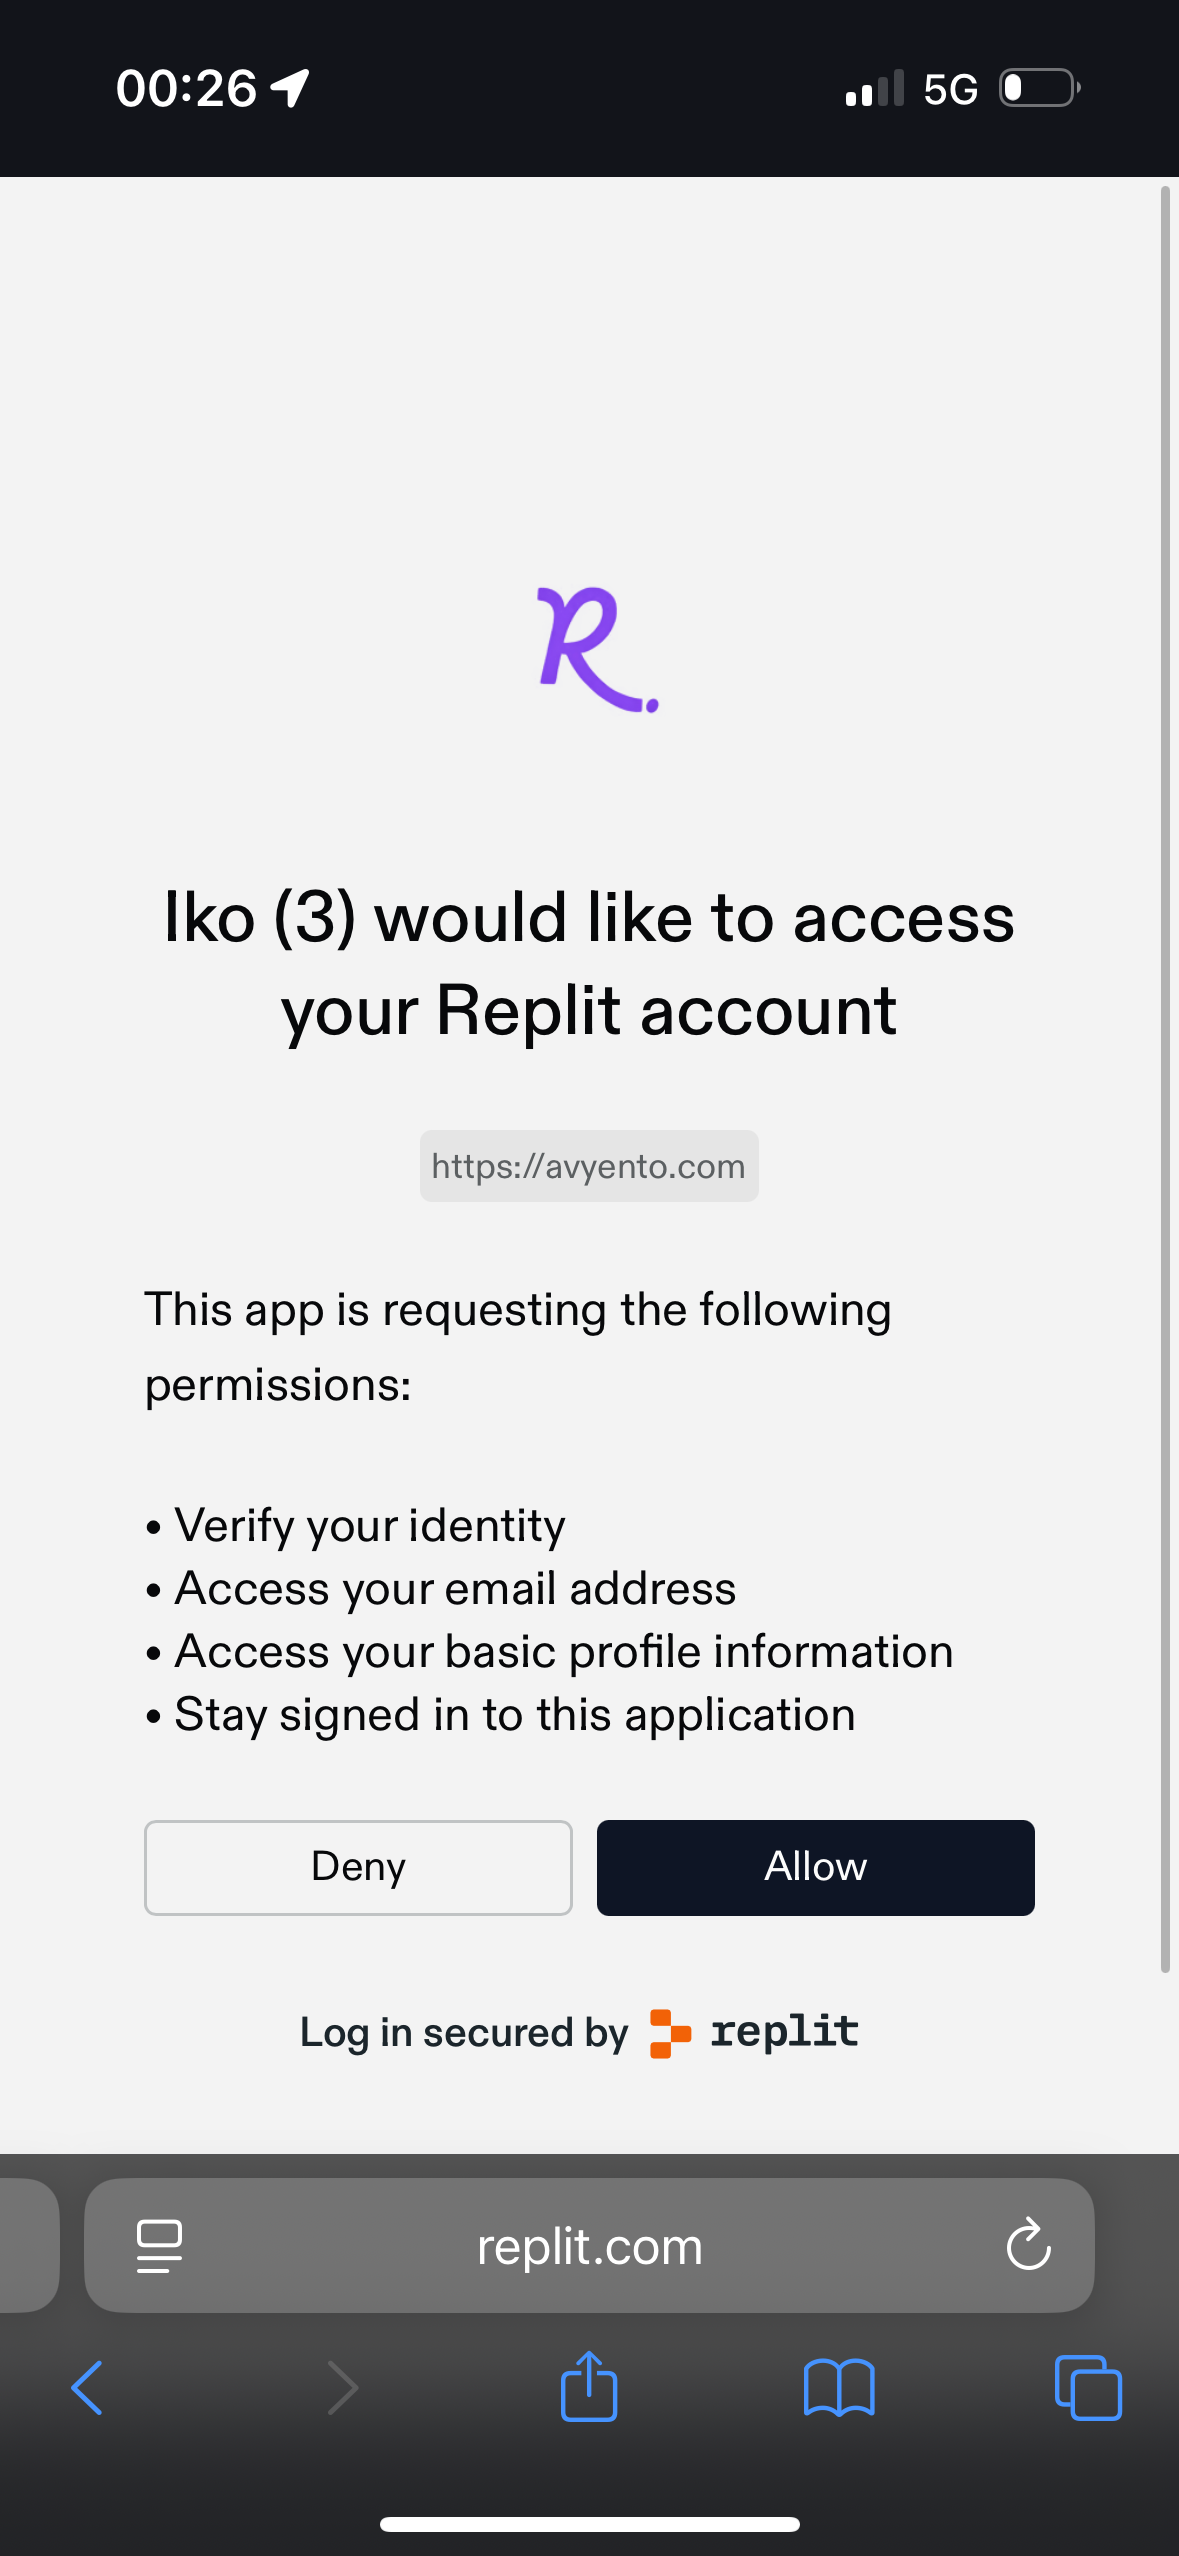 00:26
5G
R.
Iko (3) would like to access
your Replit account
https://avyento.com
This app is requesting the following
permissions:
• Verify your identity
• Access your email address
• Access your basic profile information
• Stay signed in to this application
Deny
Allow
Log in secured by replit
replit.com